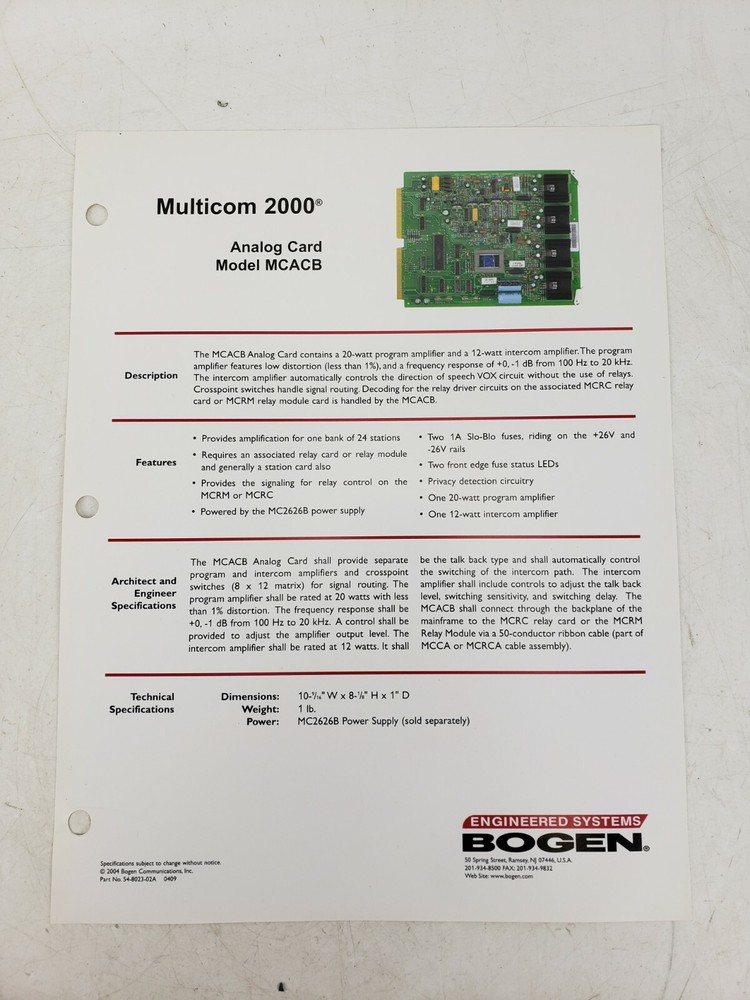 Multicom 2000®
Analog Card
Model MCACB
Description
The MCACB Analog Card contains a 20-watt program amplifier and a 12-watt intercom amplifier. The program
amplifier features low distortion (less than 1%), and a frequency response of +0, -1 dB from 100 Hz to 20 kHz.
The intercom amplifier automatically controls the direction of speech VOX circuit without the use of relays.
Crosspoint switches handle signal routing. Decoding for the relay driver circuits on the associated MCRC relay
card or MCRM relay module card is handled by the MCACB.
Features
• Provides amplification for one bank of 24 stations
• Requires an associated relay card or relay module
and generally a station card also
• Provides the signaling for relay control on the
MCRM or MCRC
• Powered by the MC2626B power supply
• Two 1A Slo-Blo fuses, riding on the +26V and
-26V rails
• Two front edge fuse status LEDs
• Privacy detection circuitry
• One 20-watt program amplifier
• One 12-watt intercom amplifier
Architect and
Engineer
Specifications
The MCACB Analog Card shall provide separate
program and intercom amplifiers and crosspoint
switches (8 x 12 matrix) for signal routing. The
program amplifier shall be rated at 20 watts with less
than 1% distortion. The frequency response shall be
+0, -1 dB from 100 Hz to 20 kHz. A control shall be
provided to adjust the amplifier output level. The
intercom amplifier shall be rated at 12 watts. It shall
be the talk back type and shall automatically control
the switching of the intercom path. The intercom
amplifier shall include controls to adjust the talk back
level, switching sensitivity, and switching delay. The
MCACB shall connect through the backplane of the
mainframe to the MCRC relay card or the MCRM
Relay Module via a 50-conductor ribbon cable (part of
MCCA or MCRCA cable assembly).
Technical
Specifications
Dimensions: " W x 8-1/8" H x 1" D
Weight: 1 lb.
Power: MC2626B Power Supply (sold separately)
ENGINEERED SYSTEMS
BOGEN®
50 Spring Street, Ramsey, NJ 07446, U.S.A.
201-934-8500 FAX: 201-934-9832
Web Site: www.bogen.com
Specifications subject to change without notice.
© 2004 Bogen Communications, Inc.
Part No. 54-8023-02A 0409